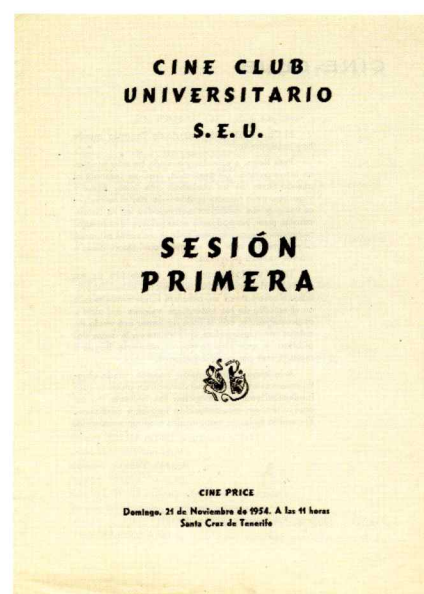 CINE CLUB
UNIVERSITARIO
S. E. U.
SESIÓN
PRIMERA
CINE PRICE
Domingo, 21 de Noviembre de 1954. A las 11 horas
Santa Cruz de Tenerife